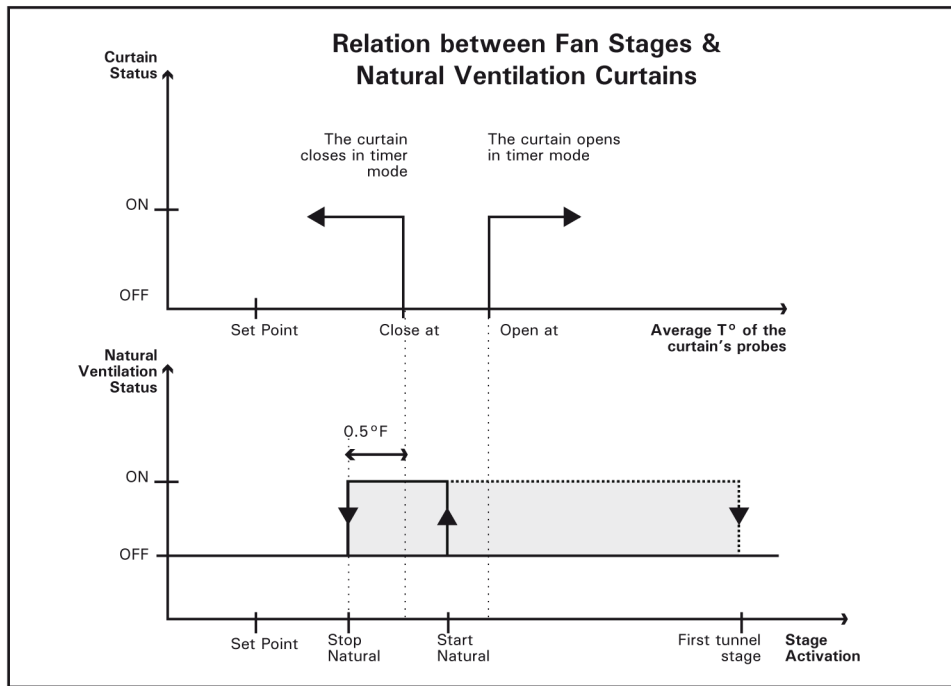 Relation between Fan Stages &
Natural Ventilation Curtains
Curtain
Status
The curtain
closes in timer
mode
The curtain opens
in timer mode
ON
OFF
Set Point
Close at
Open at
Average Tº of the
curtain's probes
Natural
Ventilation
Status
0.5ºF
ON
OFF
Set Point
Stop
Natural
Start
Natural
First tunnel
stage
Stage
Activation